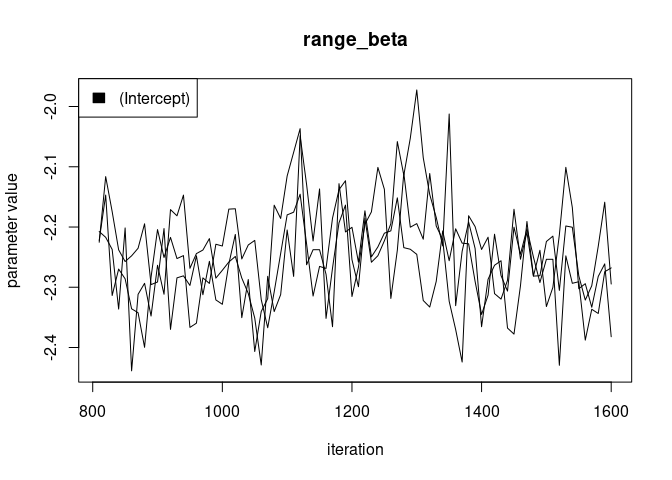 range_beta
(Intercept)
parameter value
-2.0
-2.1
-2.2
-2.3
-2.4
800 1000 1200 1400 1600
iteration